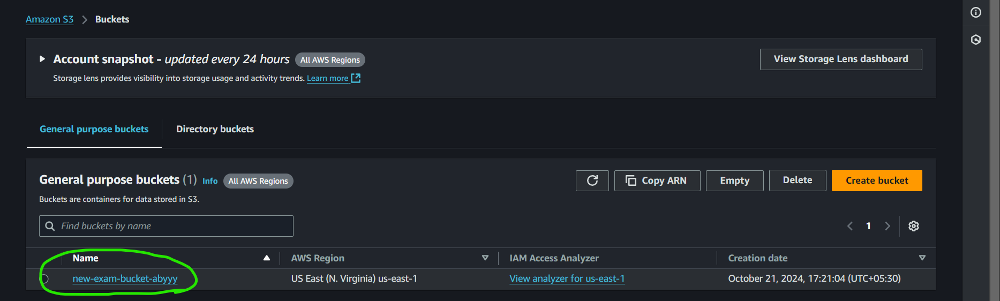 Amazon S3 > Buckets
Account snapshot - updated every 24 hours All AWS Regions
View Storage Lens dashboard
Storage lens provides visibility into storage usage and activity trends. Learn more
General purpose buckets Directory buckets
General purpose buckets (1) Info All AWS Regions
Copy ARN Empty Delete Create bucket
Buckets are containers for data stored in S3.
Find buckets by name
1
Name AWS Region IAM Access Analyzer Creation date
new-exam-bucket-abyyy US East (N. Virginia) us-east-1 View analyzer for us-east-1 October 21, 2024, 17:21:04 (UTC+05:30)